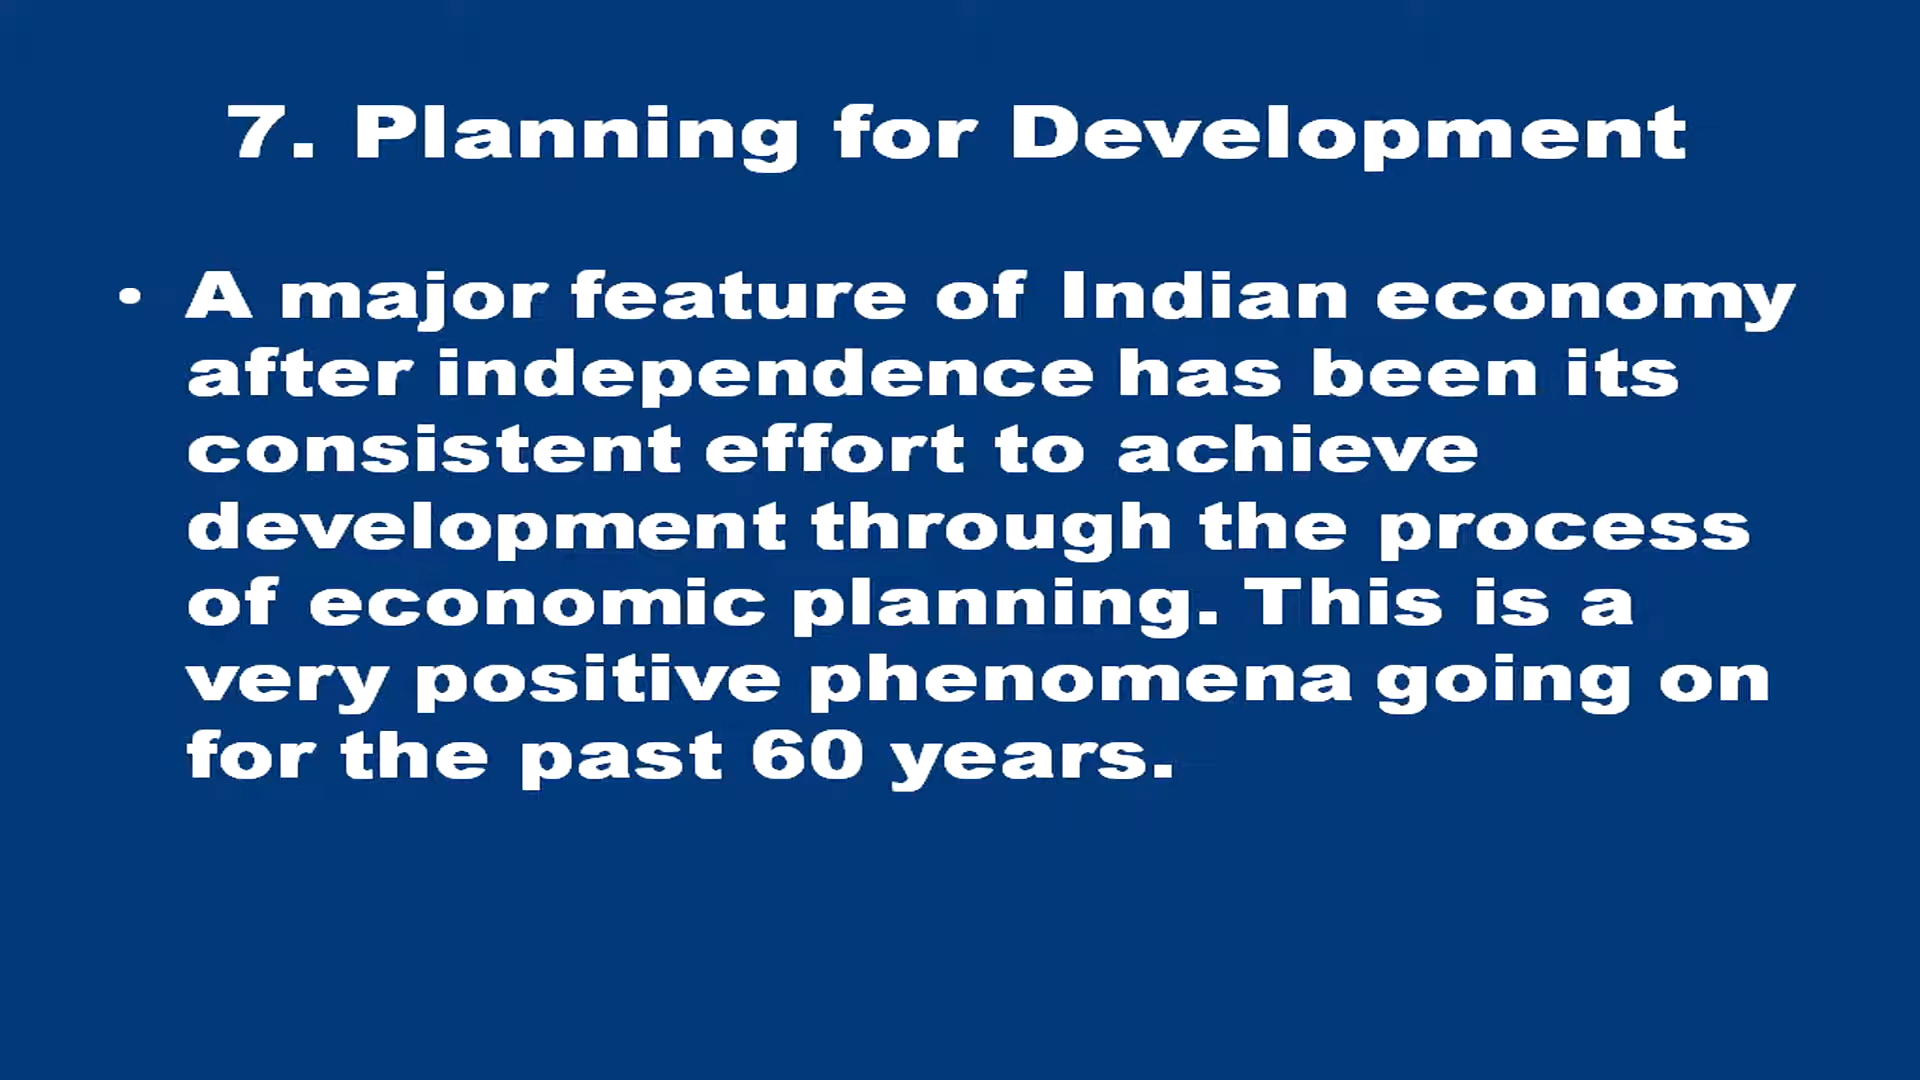 7. Planning for Development
• A major feature of Indian economy
after independence has been its
consistent effort to achieve
development through the process
of economic planning. This is a
very positive phenomena going on
for the past 60 years.